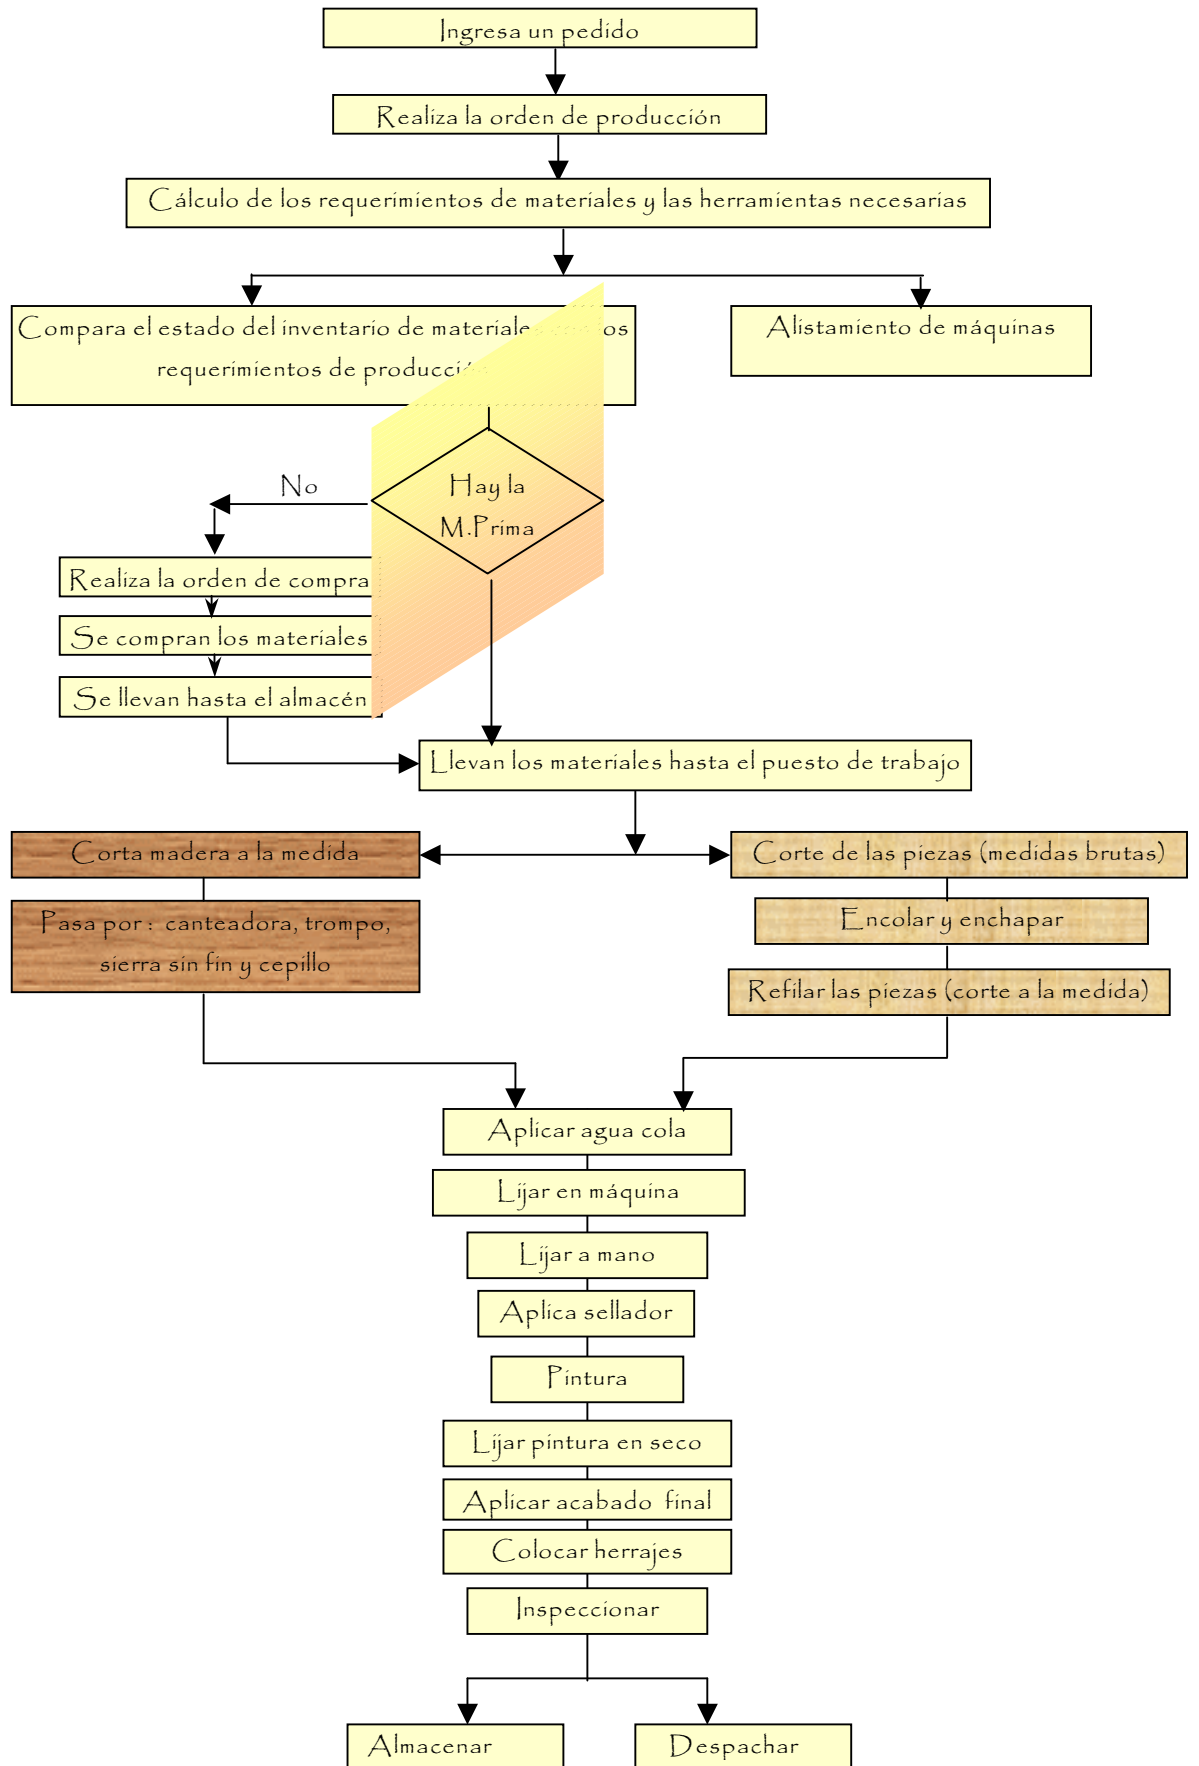 Ingresa un pedido
Realiza la orden de producción
Cálculo de los requerimientos de materiales y las herramientas necesarias
Compara el estado del inventario de materiales los
requerimientos de producción
Alistamiento de máquinas
No
Hay la
M.Prima
Realiza la orden de compra
Se compran los materiales
Se llevan hasta el almacén
Llevan los materiales hasta el puesto de trabajo
Corta madera a la medida
Corte de las piezas (medidas brutas)
Pasa por : canteadora, trompo,
sierra sin fin y cepillo
Encolar y enchapar
Refilar las piezas (corte a la medida)
Aplicar agua cola
Lijar en máquina
Lijar a mano
Aplica sellador
Pintura
Lijar pintura en seco
Aplicar acabado final
Colocar herrajes
Inspeccionar
Almacenar
Despachar